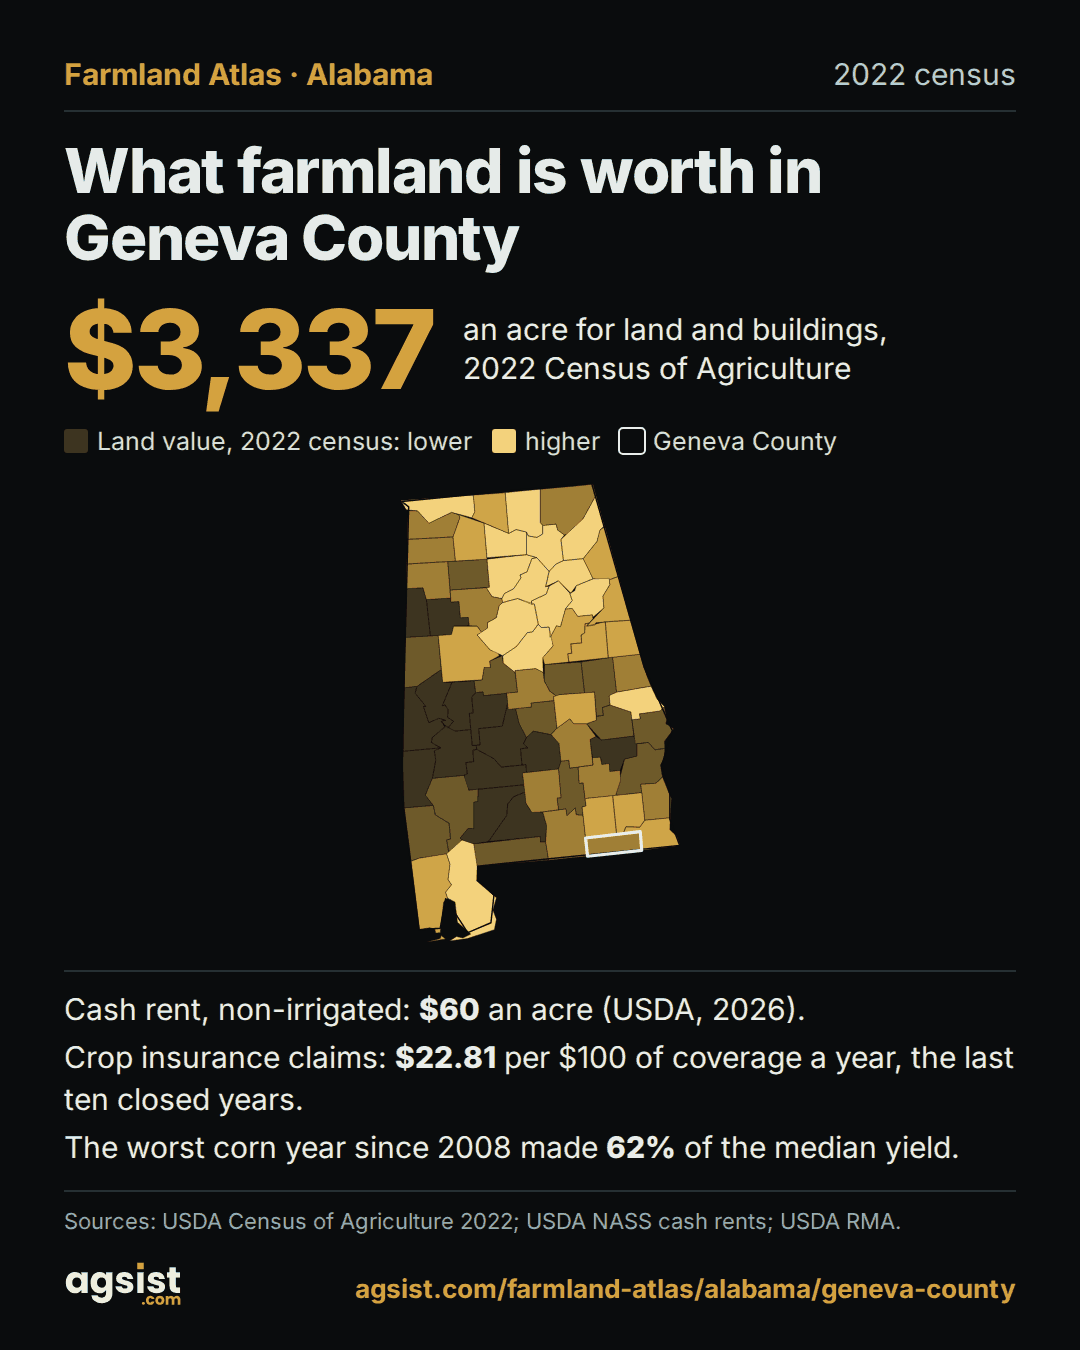 Farmland Atlas · Alabama
2022 census
What farmland is worth in
Geneva County
$3,337
an acre for land and buildings,
2022 Census of Agriculture
Land value, 2022 census: lower
higher
Geneva County
Cash rent, non-irrigated: $60 an acre (USDA, 2026).
Crop insurance claims: $22.81 per $100 of coverage a year, the last
ten closed years.
The worst corn year since 2008 made 62% of the median yield.
Sources: USDA Census of Agriculture 2022; USDA NASS cash rents; USDA RMA.
agsist
.com
agsist.com/farmland-atlas/alabama/geneva-county